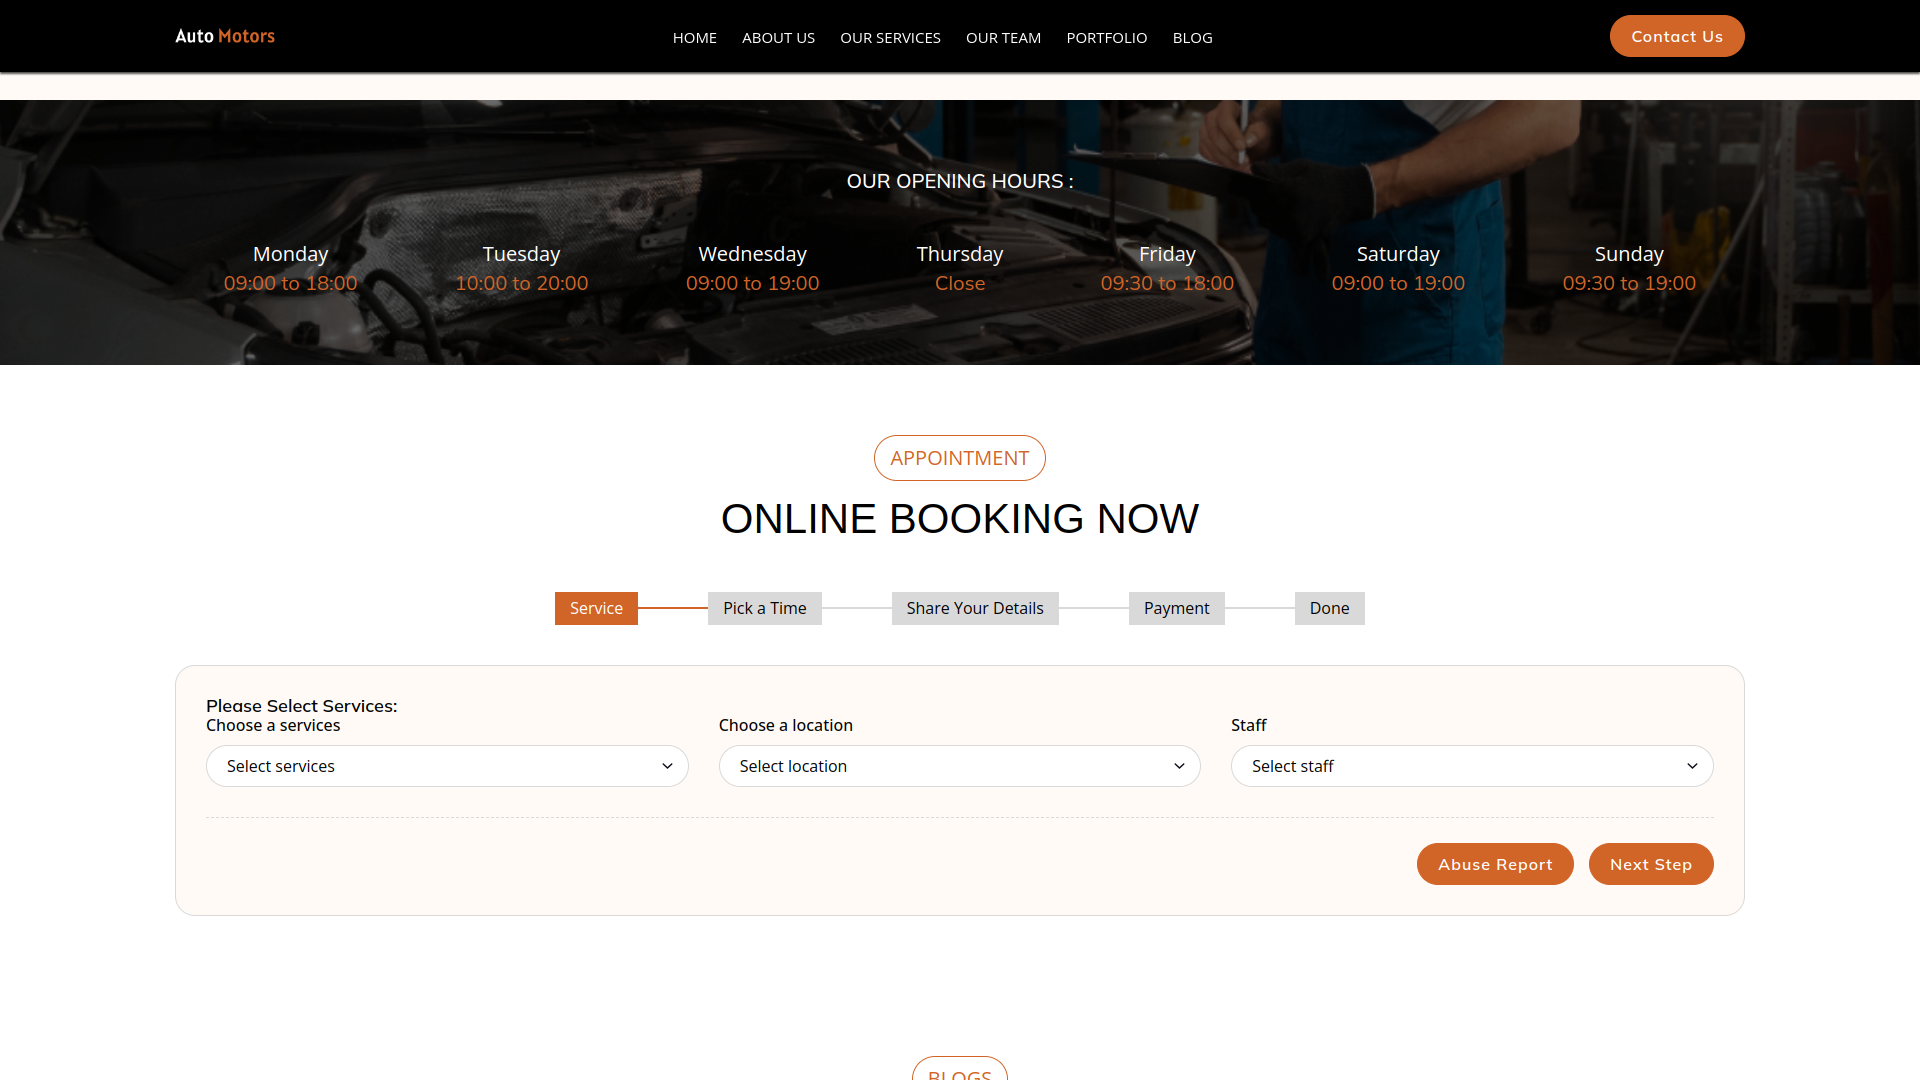 Auto Motors
HOME ABOUT US OUR SERVICES OUR TEAM PORTFOLIO BLOG
Contact Us
OUR OPENING HOURS :
Monday Tuesday Wednesday Thursday Friday Saturday Sunday
09:00 to 18:00 10:00 to 20:00 09:00 to 19:00 Close 09:30 to 18:00 09:00 to 19:00 09:30 to 19:00
APPOINTMENT
ONLINE BOOKING NOW
Service Pick a Time Share Your Details Payment Done
Please Select Services:
Choose a services Choose a location Staff
Select services Select location Select staff
Abuse Report Next Step
BLOGS